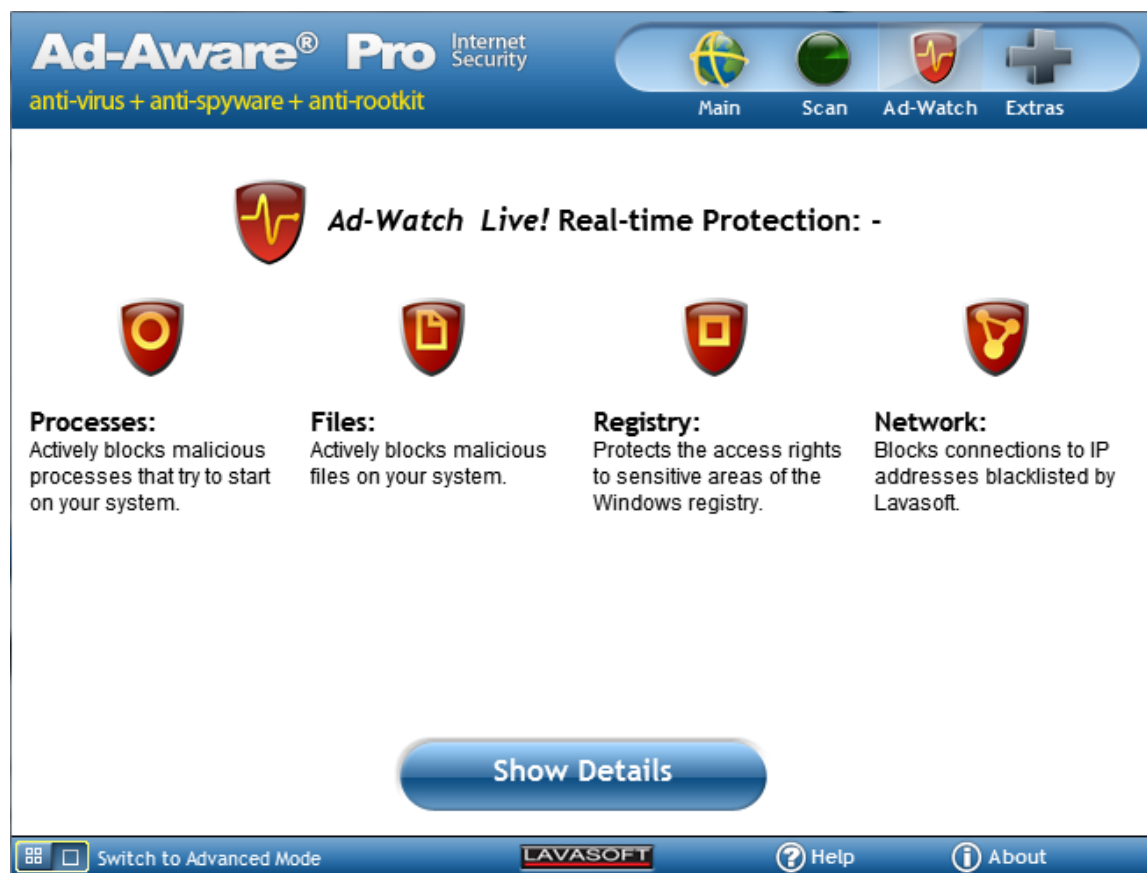 Ad-Aware® Pro Internet Security
anti-virus + anti-spyware + anti-rootkit
Main Scan Ad-Watch Extras
Ad-Watch Live! Real-time Protection: -
Processes:
Actively blocks malicious
processes that try to start
on your system.
Files:
Actively blocks malicious
files on your system.
Registry:
Protects the access rights
to sensitive areas of the
Windows registry.
Network:
Blocks connections to IP
addresses blacklisted by
Lavasoft.
Show Details
Switch to Advanced Mode LAVASOFT Help About